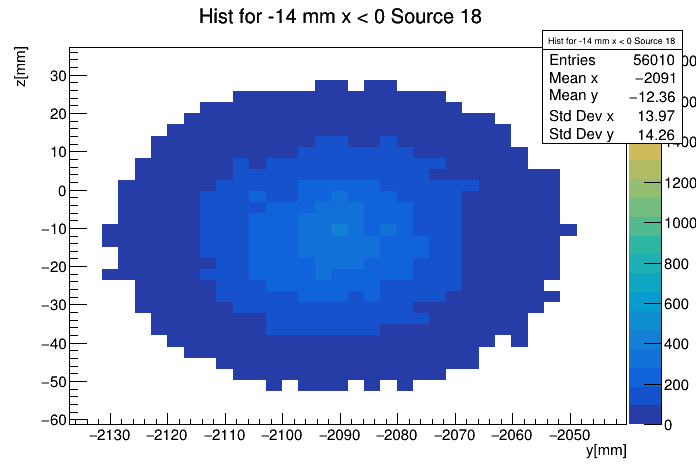 Hist for -14 mm x < 0 Source 18
z[mm]
Hist for -14 mm x < 0 Source 18
Entries 56010
Mean x −2091
Mean y −12.36
Std Dev x 13.97
Std Dev y 14.26
30
20
10
0
−10
−20
−30
−40
−50
−60
−2130 −2120 −2110 −2100 −2090 −2080 −2070 −2060 −2050
y[mm]
1200
1000
800
600
400
200
0